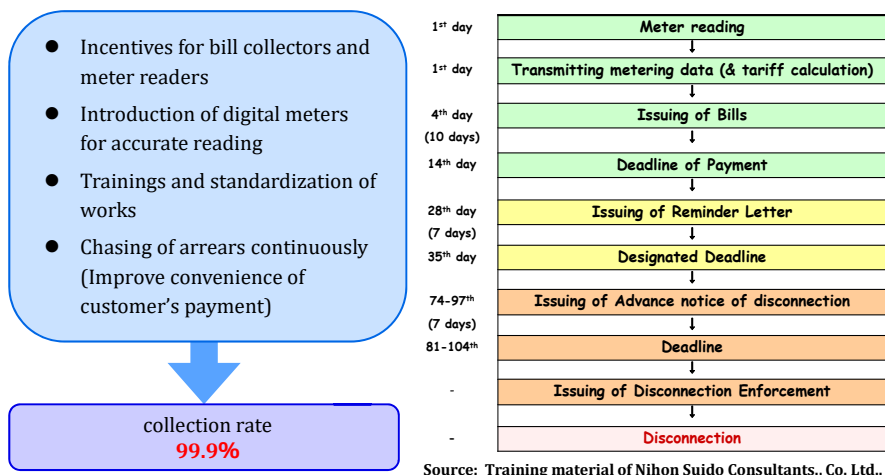 ● Incentives for bill collectors and
meter readers
● Introduction of digital meters
for accurate reading
● Trainings and standardization of
works
● Chasing of arrears continuously
(Improve convenience of
customer's payment)
collection rate
99.9%
1st day Meter reading
1st day Transmitting metering data (& tariff calculation)
4th day Issuing of Bills
(10 days)
14th day Deadline of Payment
28th day Issuing of Reminder Letter
(7 days)
35th day Designated Deadline
74-97th Issuing of Advance notice of disconnection
(7 days)
81-104th Deadline
- Issuing of Disconnection Enforcement
- Disconnection
Source: Training material of Nihon Suido Consultants., Co. Ltd.,